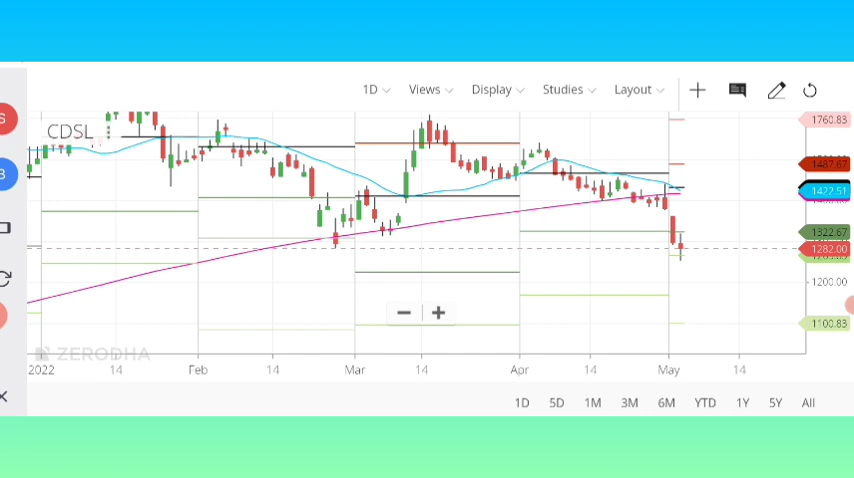 1D Views Display Studies Layout
CDSL
1760.83
1487.67
1422.51
1322.67
1282.00
1200.00
1100.83
ZERODHA
2022 14 Feb 14 Mar 14 Apr 14 May 14
1D 5D 1M 3M 6M YTD 1Y 5Y All